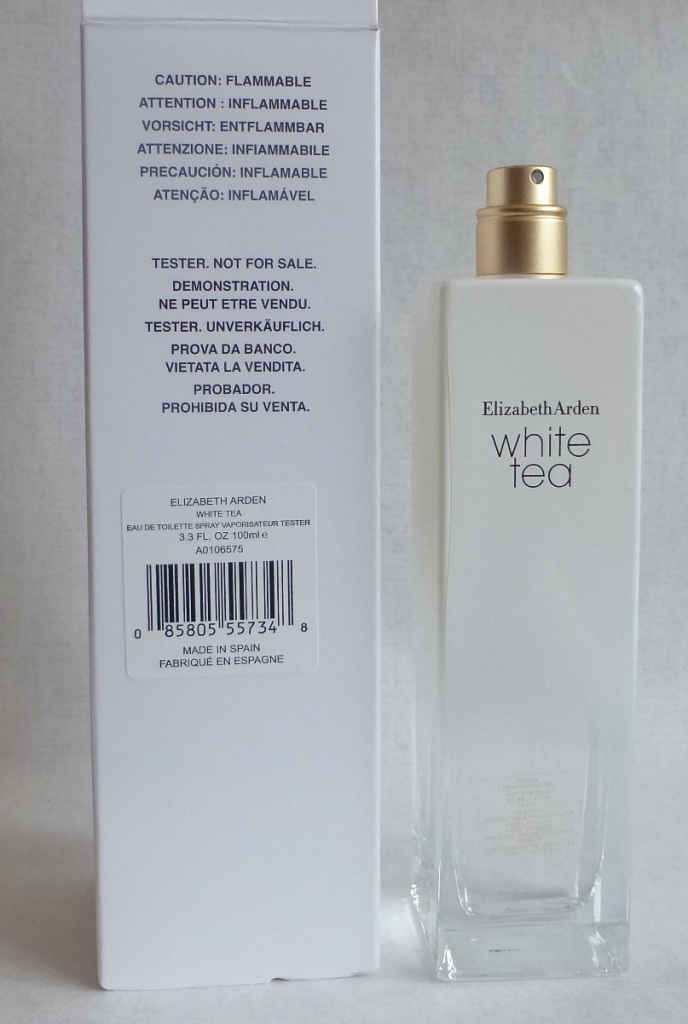 CAUTION: FLAMMABLE
ATTENTION : INFLAMMABLE
VORSICHT: ENTFLAMMBAR
ATTENZIONE: INFIAMMABILE
PRECAUCIÓN: INFLAMABLE
ATENÇÃO: INFLAMÁVEL
TESTER. NOT FOR SALE.
DEMONSTRATION.
NE PEUT ETRE VENDU.
TESTER. UNVERKÄUFLICH.
PROVA DA BANCO.
VIETATA LA VENDITA.
PROBADOR.
PROHIBIDA SU VENTA.
ELIZABETH ARDEN
WHITE TEA
EAU DE TOILETTE SPRAY VAPORISATEUR TESTER
3.3 FL. OZ 100ml e
A0106575
0 85805 55734 8
MADE IN SPAIN
FABRIQUÉ EN ESPAGNE
ElizabethArden
white
tea